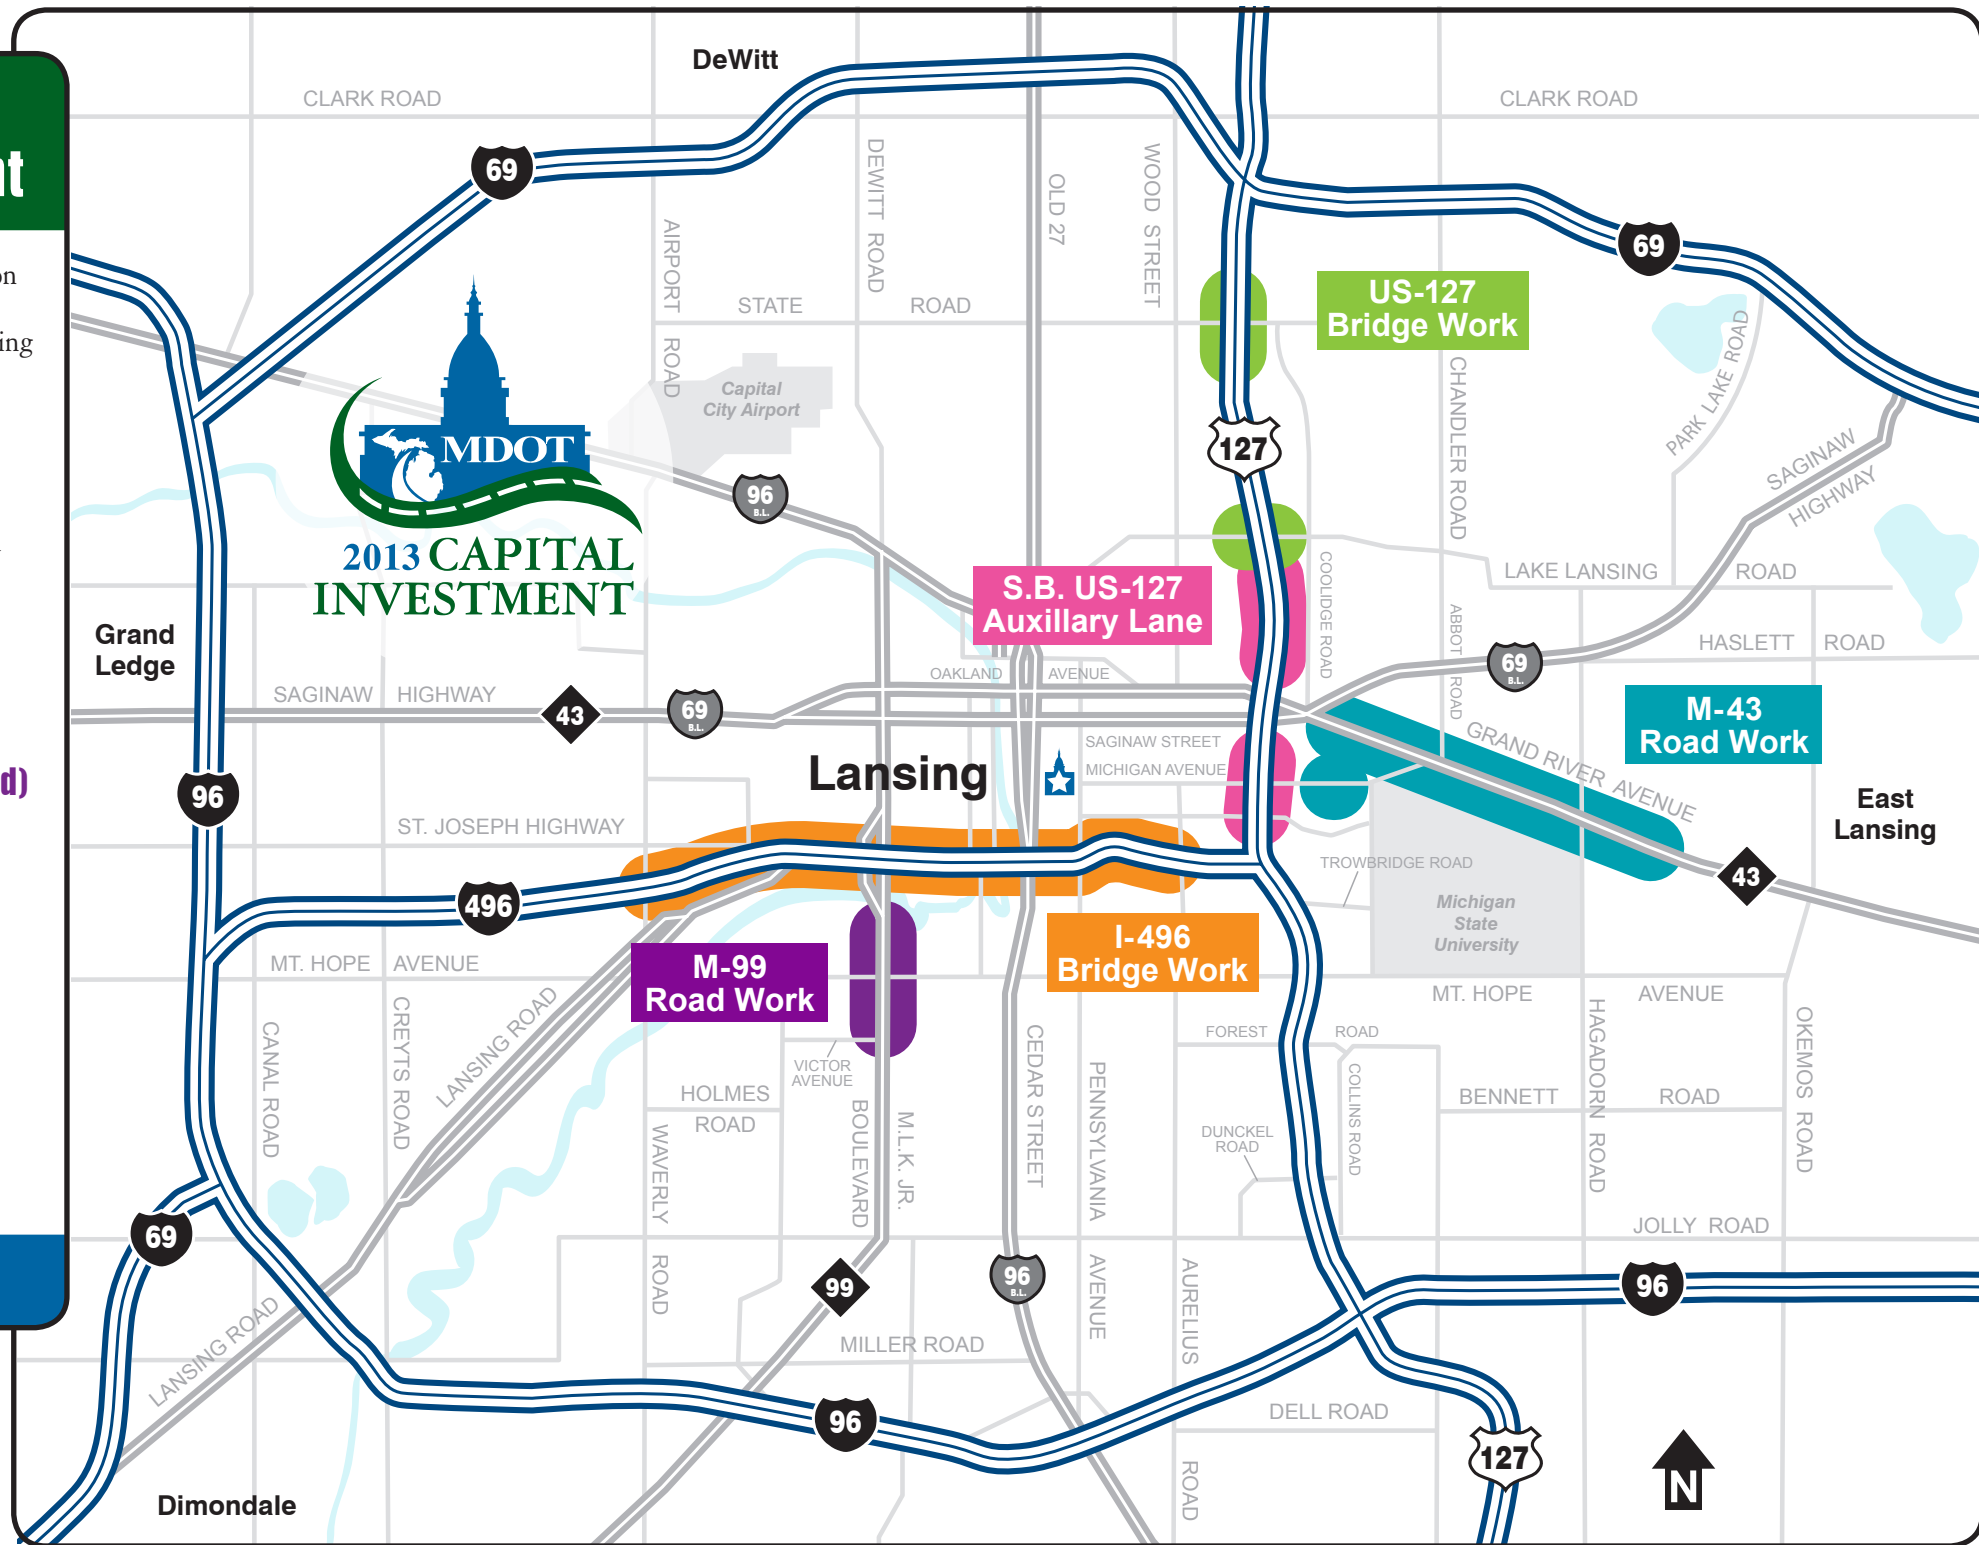 nt
on
ing
d)
DeWitt
CLARK ROAD
CLARK ROAD
69
DEWITT ROAD
OLD 27
WOOD STREET
AIRPORT ROAD
69
STATE ROAD
US-127
Bridge Work
Capital
City Airport
PARK LAKE ROAD
CHANDLER ROAD
127
SAGINAW
HIGHWAY
MDOT
2013 CAPITAL
INVESTMENT
96
B.L.
S.B. US-127
Auxillary Lane
COOLIDGE ROAD
LAKE LANSING ROAD
ABBOT ROAD
HASLETT ROAD
Grand
Ledge
OAKLAND AVENUE
69
B.L.
SAGINAW HIGHWAY
43
69
B.L.
M-43
Road Work
GRAND RIVER AVENUE
SAGINAW STREET
MICHIGAN AVENUE
Lansing
96
East
Lansing
ST. JOSEPH HIGHWAY
TROWBRIDGE ROAD
43
496
Michigan
State
University
I-496
Bridge Work
M-99
Road Work
MT. HOPE AVENUE
MT. HOPE AVENUE
LANSING ROAD
CANAL ROAD
CREYTS ROAD
VICTOR
AVENUE
FOREST ROAD
CEDAR STREET
PENNSYLVANIA AVENUE
COLLINS ROAD
HAGADORN ROAD
OKEMOS ROAD
HOLMES
ROAD
BENNETT ROAD
BOULEVARD
M.L.K. JR.
WAVERLY ROAD
DUNCKEL
ROAD
JOLLY ROAD
69
99
96
B.L.
AURELIUS ROAD
96
LANSING ROAD
MILLER ROAD
96
DELL ROAD
127
N
Dimondale